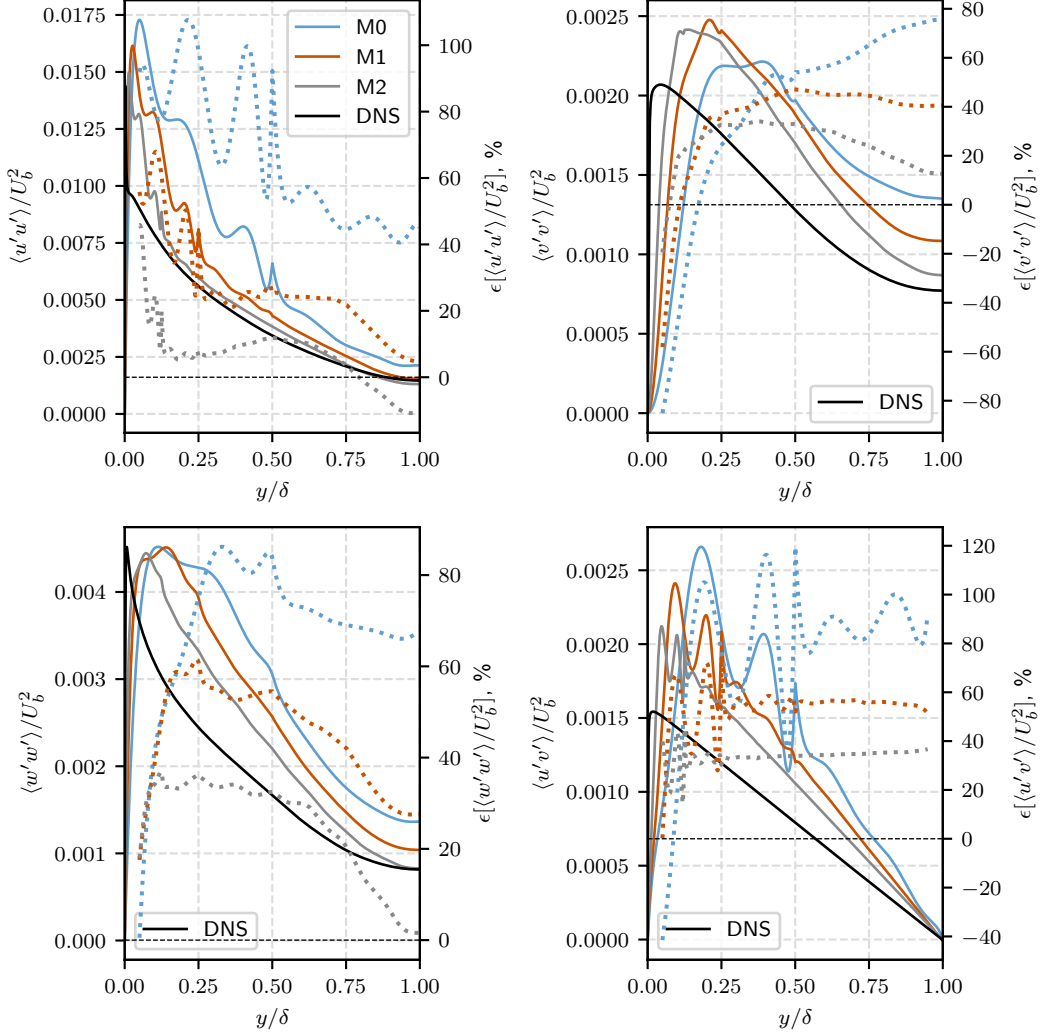 ⟨u′u′⟩/U_b^2
0.0175
0.0150
0.0125
0.0100
0.0075
0.0050
0.0025
0.0000
M0
M1
M2
DNS
100
80
60
40
20
0
ϵ[⟨u′u′⟩/U_b^2], %
0.00 0.25 0.50 0.75 1.00
y/δ
⟨v′v′⟩/U_b^2
0.0025
0.0020
0.0015
0.0010
0.0005
0.0000
DNS
80
60
40
20
0
−20
−40
−60
−80
ϵ[⟨v′v′⟩/U_b^2], %
0.00 0.25 0.50 0.75 1.00
y/δ
⟨w′w′⟩/U_b^2
0.004
0.003
0.002
0.001
0.000
DNS
80
60
40
20
0
ϵ[⟨w′w′⟩/U_b^2], %
0.00 0.25 0.50 0.75 1.00
y/δ
⟨u′v′⟩/U_b^2
0.0025
0.0020
0.0015
0.0010
0.0005
0.0000
DNS
120
100
80
60
40
20
0
−20
−40
ϵ[⟨u′v′⟩/U_b^2], %
0.00 0.25 0.50 0.75 1.00
y/δ